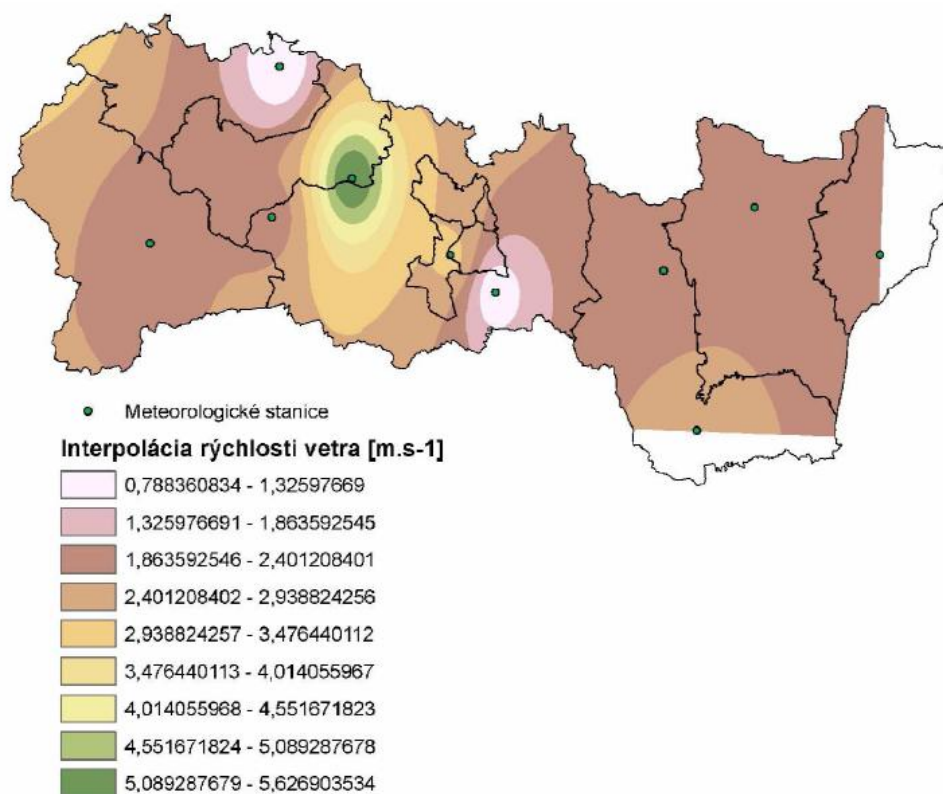 Meteorologické stanice
Interpolácia rýchlosti vetra [m.s-1]
0,788360834 - 1,32597669
1,325976691 - 1,863592545
1,863592546 - 2,401208401
2,401208402 - 2,938824256
2,938824257 - 3,476440112
3,476440113 - 4,014055967
4,014055968 - 4,551671823
4,551671824 - 5,089287678
5,089287679 - 5,626903534